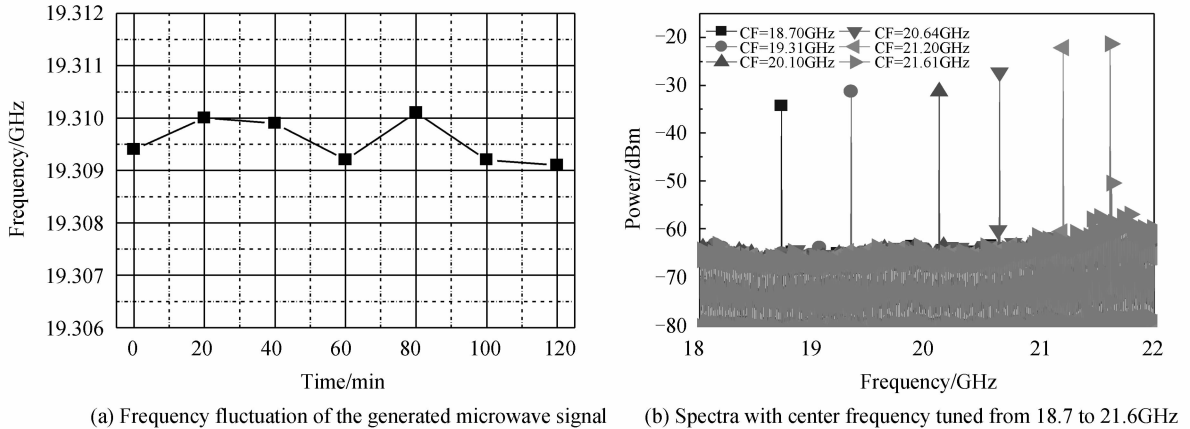 19.312
19.311
19.310
19.309
19.308
19.307
19.306
Frequency/GHz
0 20 40 60 80 100 120
Time/min
(a) Frequency fluctuation of the generated microwave signal
−20
−30
−40
−50
−60
−70
−80
Power/dBm
CF=18.70GHz CF=20.64GHz
CF=19.31GHz CF=21.20GHz
CF=20.10GHz CF=21.61GHz
18 19 20 21 22
Frequency/GHz
(b) Spectra with center frequency tuned from 18.7 to 21.6GHz